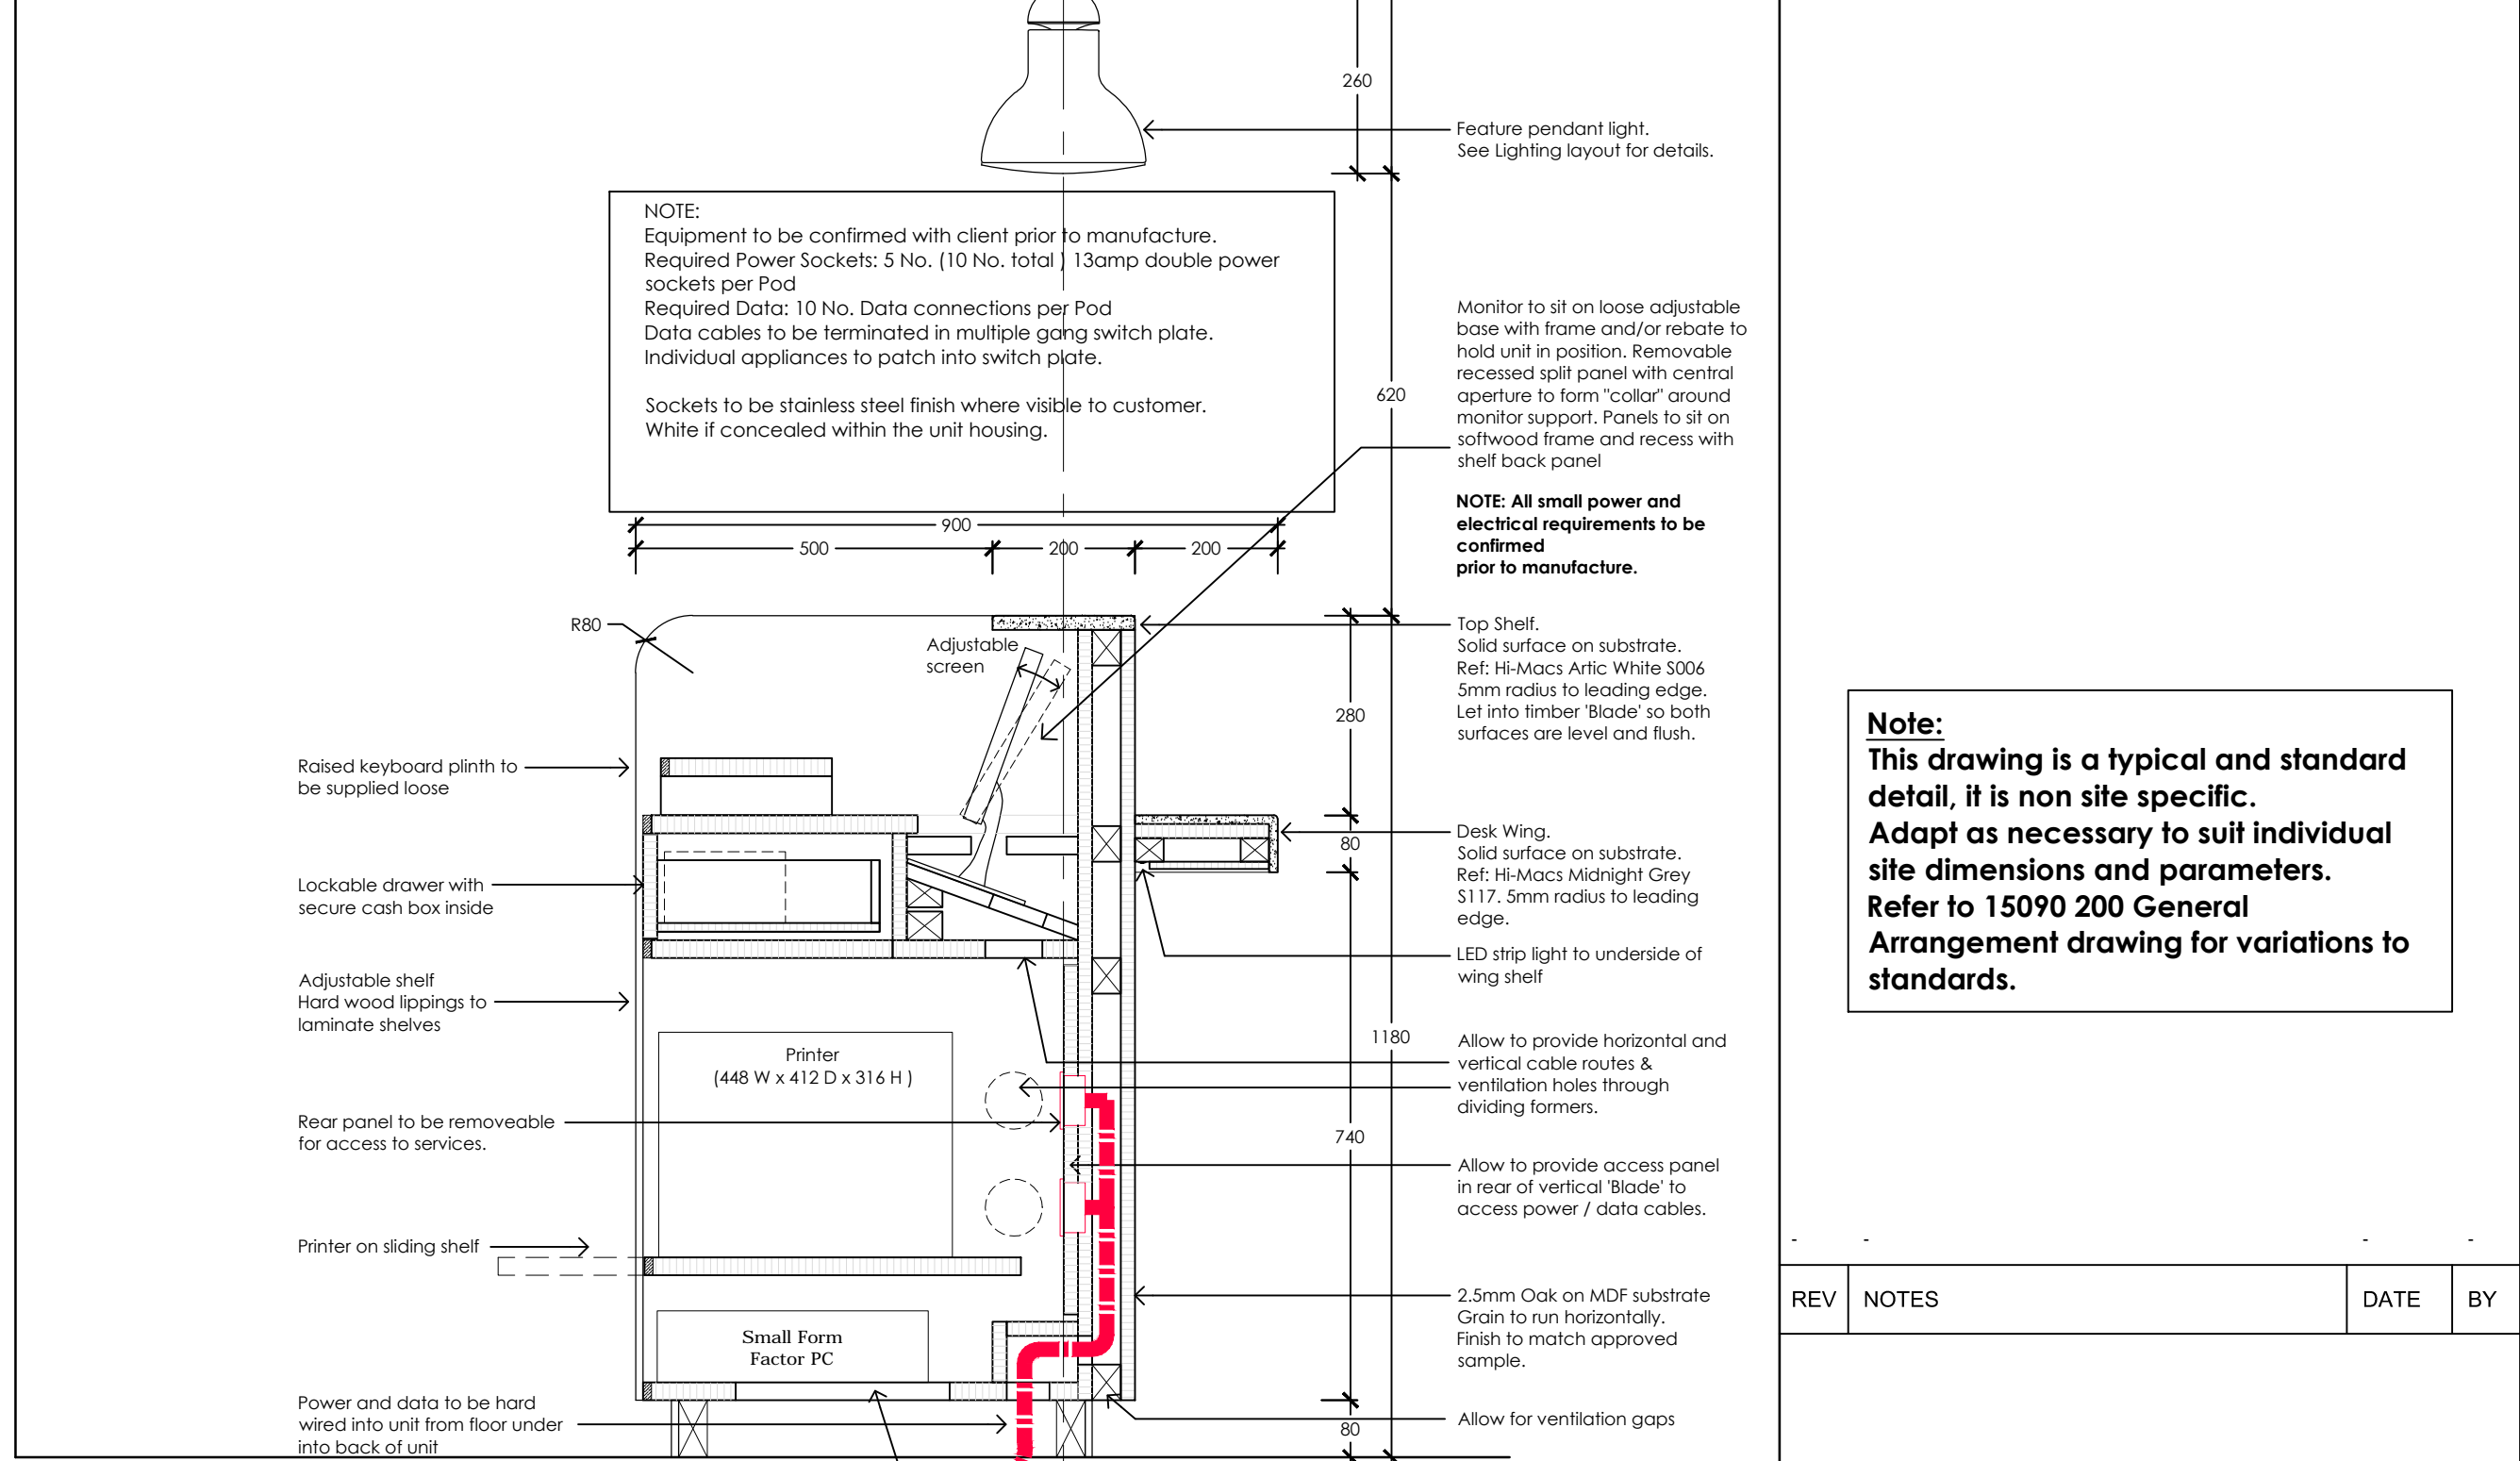 260
Feature pendant light.
See Lighting layout for details.
NOTE:
Equipment to be confirmed with client prior to manufacture.
Required Power Sockets: 5 No. (10 No. total ) 13amp double power
sockets per Pod
Required Data: 10 No. Data connections per Pod
Data cables to be terminated in multiple gang switch plate.
Individual appliances to patch into switch plate.
Sockets to be stainless steel finish where visible to customer.
White if concealed within the unit housing.
Monitor to sit on loose adjustable
base with frame and/or rebate to
hold unit in position. Removable
recessed split panel with central
aperture to form "collar" around
monitor support. Panels to sit on
softwood frame and recess with
shelf back panel
620
NOTE: All small power and
electrical requirements to be
confirmed
prior to manufacture.
900
500
200
200
R80
Adjustable
screen
Top Shelf.
Solid surface on substrate.
Ref: Hi-Macs Artic White S006
5mm radius to leading edge.
Let into timber 'Blade' so both
surfaces are level and flush.
280
Raised keyboard plinth to
be supplied loose
80
Desk Wing.
Solid surface on substrate.
Ref: Hi-Macs Midnight Grey
S117. 5mm radius to leading
edge.
Lockable drawer with
secure cash box inside
LED strip light to underside of
wing shelf
Adjustable shelf
Hard wood lippings to
laminate shelves
1180
Printer
(448 W x 412 D x 316 H )
Allow to provide horizontal and
vertical cable routes &
ventilation holes through
dividing formers.
Rear panel to be removeable
for access to services.
740
Allow to provide access panel
in rear of vertical 'Blade' to
access power / data cables.
Printer on sliding shelf
2.5mm Oak on MDF substrate
Grain to run horizontally.
Finish to match approved
sample.
Small Form
Factor PC
Power and data to be hard
wired into unit from floor under
into back of unit
Allow for ventilation gaps
80
Note:
This drawing is a typical and standard
detail, it is non site specific.
Adapt as necessary to suit individual
site dimensions and parameters.
Refer to 15090 200 General
Arrangement drawing for variations to
standards.
- - - -
REV NOTES DATE BY